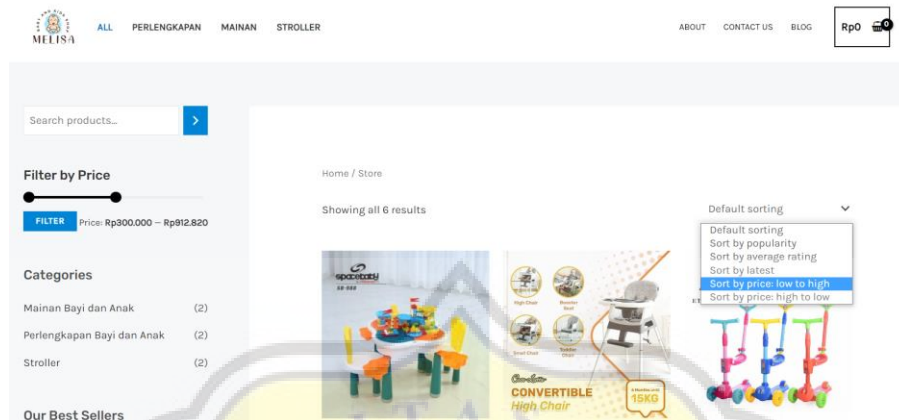 BABY AND KIDS SHOP
MELISA
ALL PERLENGKAPAN MAINAN STROLLER
ABOUT CONTACT US BLOG Rp0 0
Search products...
Filter by Price
FILTER Price: Rp300.000 — Rp912.820
Categories
Mainan Bayi dan Anak (2)
Perlengkapan Bayi dan Anak (2)
Stroller (2)
Our Best Sellers
Home / Store
Showing all 6 results
Default sorting
Default sorting
Sort by popularity
Sort by average rating
Sort by latest
Sort by price: low to high
Sort by price: high to low
spacebaby
High Chair
Booster Seat
Small Chair
Toddler Chair
CONVERTIBLE
High Chair
15KG